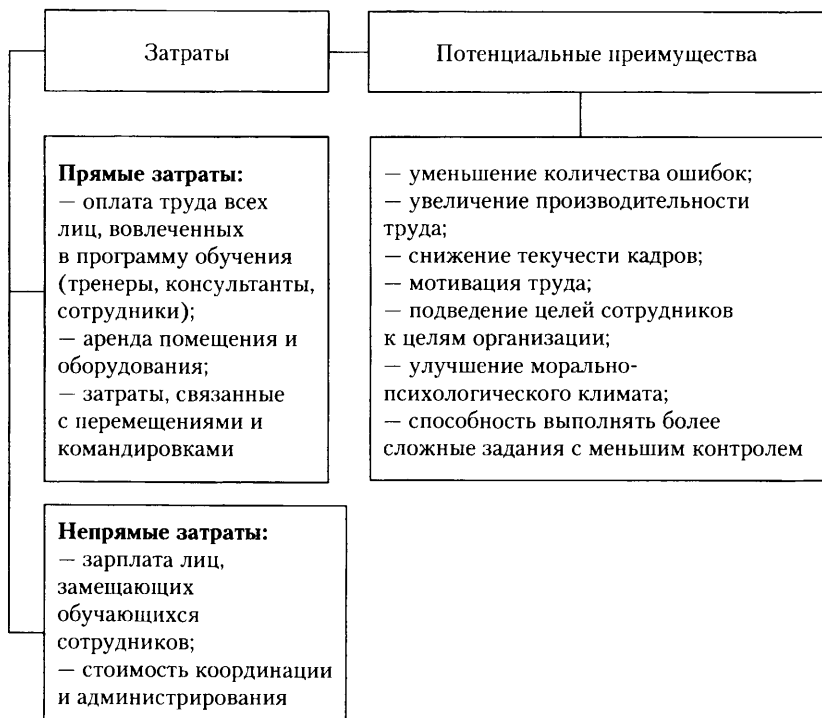 Затраты
Потенциальные преимущества
Прямые затраты:
— оплата труда всех
лиц, вовлеченных
в программу обучения
(тренеры, консультанты,
сотрудники);
— аренда помещения и
оборудования;
— затраты, связанные
с перемещениями и
командировками
— уменьшение количества ошибок;
— увеличение производительности
труда;
— снижение текучести кадров;
— мотивация труда;
— подведение целей сотрудников
к целям организации;
— улучшение морально-
психологического климата;
— способность выполнять более
сложные задания с меньшим контролем
Непрямые затраты:
— зарплата лиц,
замещающих
обучающихся
сотрудников;
— стоимость координации
и администрирования